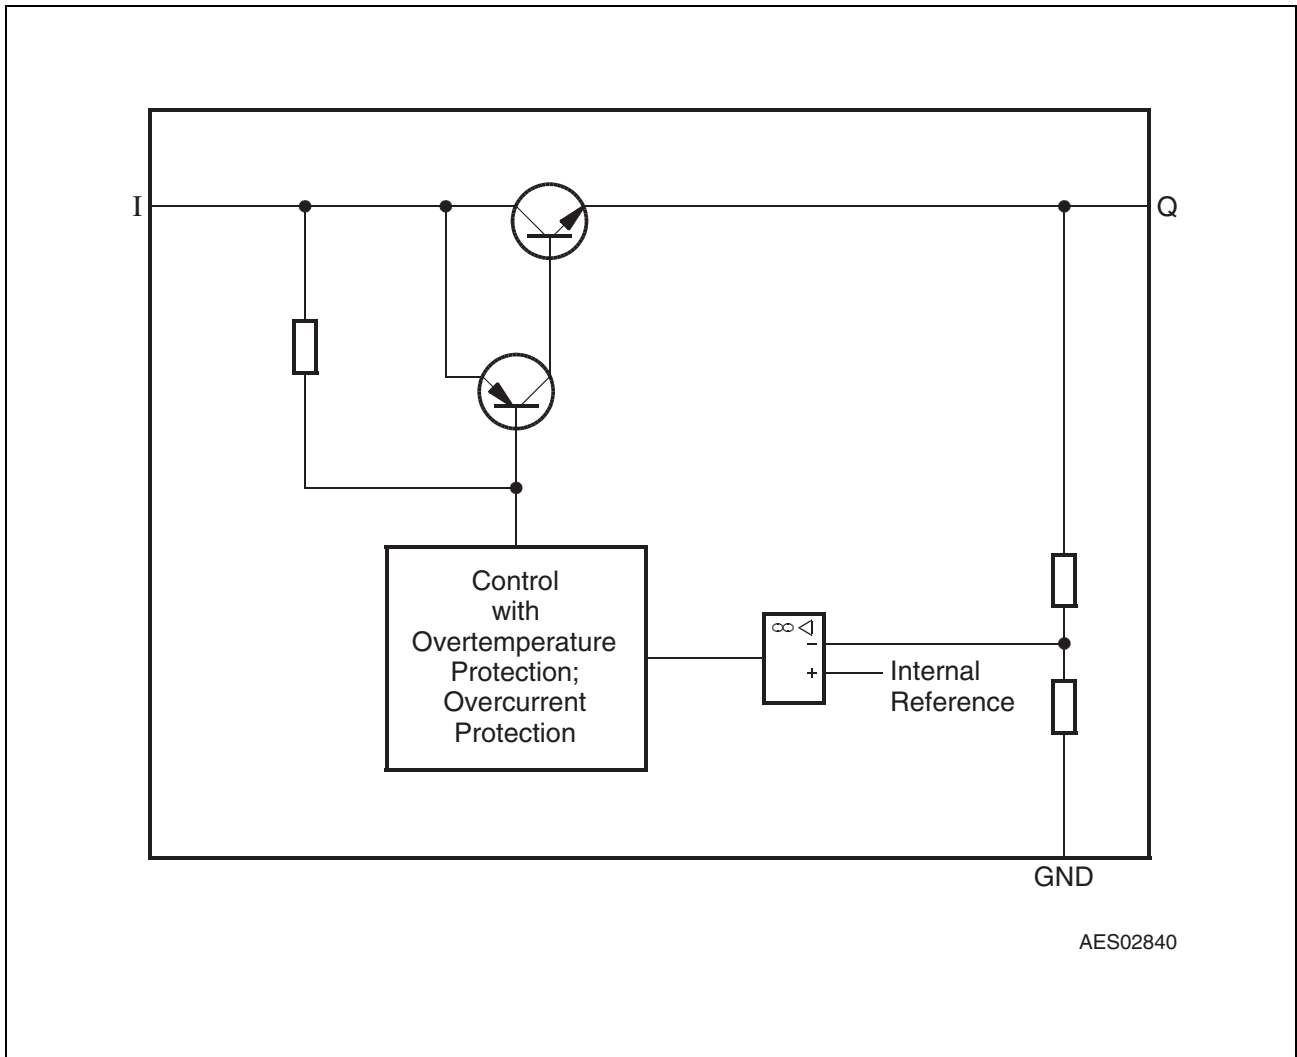 I
Q
Control
with
Overtemperature
Protection;
Overcurrent
Protection
∞ ◁
−
+
Internal
Reference
GND
AES02840